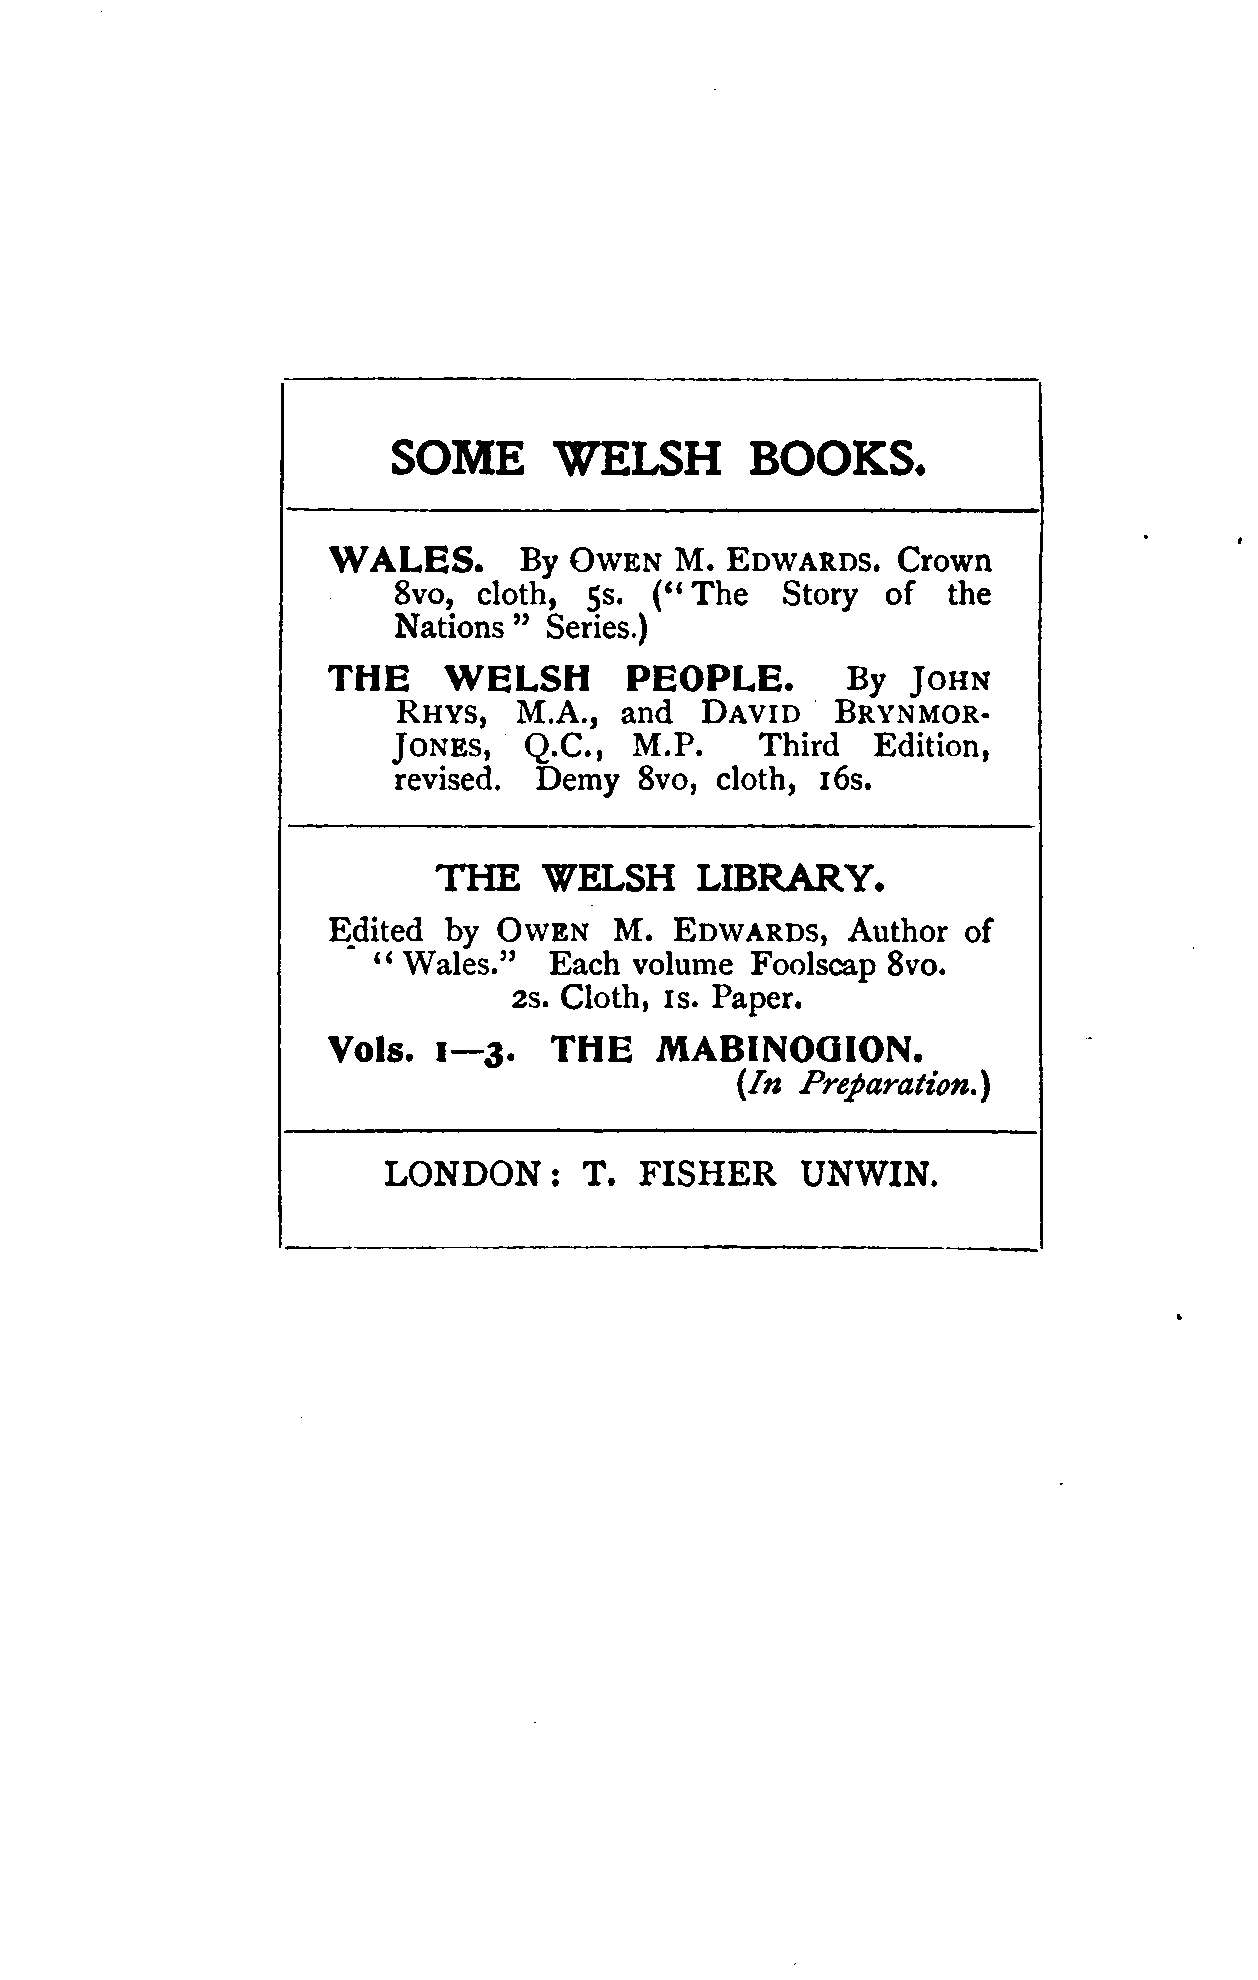 SOME WELSH BOOKS.
WALES. By OWEN M. EDWARDS. Crown
8vo, cloth, 5s. (“The Story of the
Nations” Series.)
THE WELSH PEOPLE. By JOHN
RHYS, M.A., and DAVID BRYNMOR-
JONES, Q.C., M.P. Third Edition,
revised. Demy 8vo, cloth, 16s.
THE WELSH LIBRARY.
Edited by OWEN M. EDWARDS, Author of
“Wales.” Each volume Foolscap 8vo.
2s. Cloth, 1s. Paper.
Vols. 1—3. THE MABINOGION.
(In Preparation.)
LONDON: T. FISHER UNWIN.